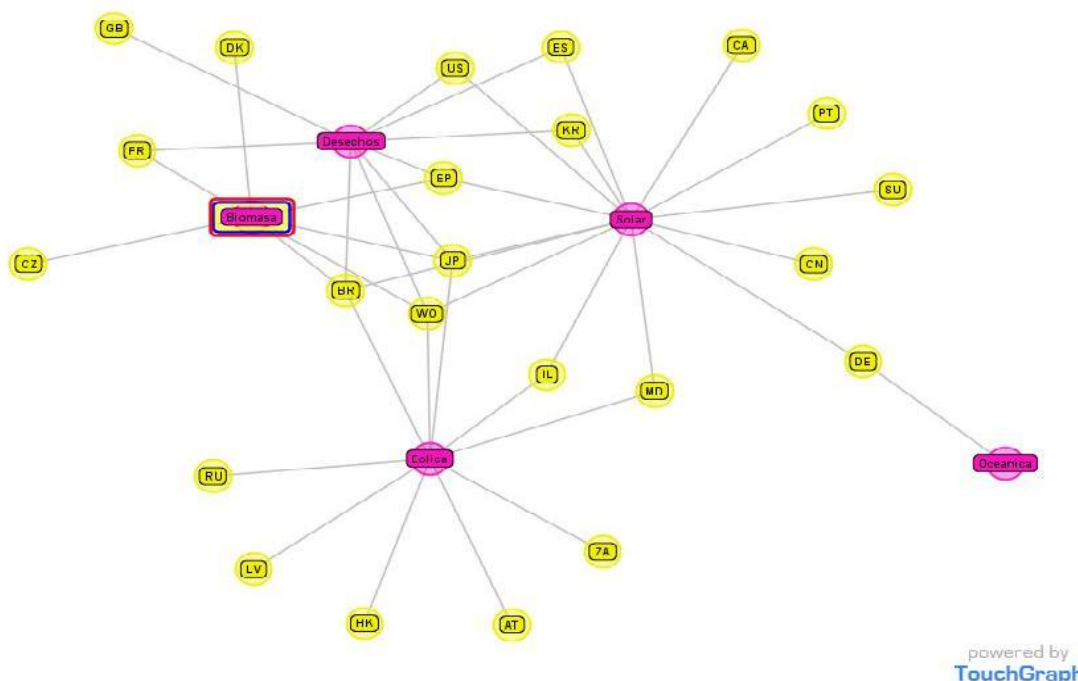 GB
DK
ES
US
CA
PT
KR
Desechos
FR
EP
SU
Biomasa
Solar
CZ
JP
CN
BR
WO
DE
IL
MD
Eolica
Oceanica
RU
ZA
LV
HK
AT
powered by
TouchGraph